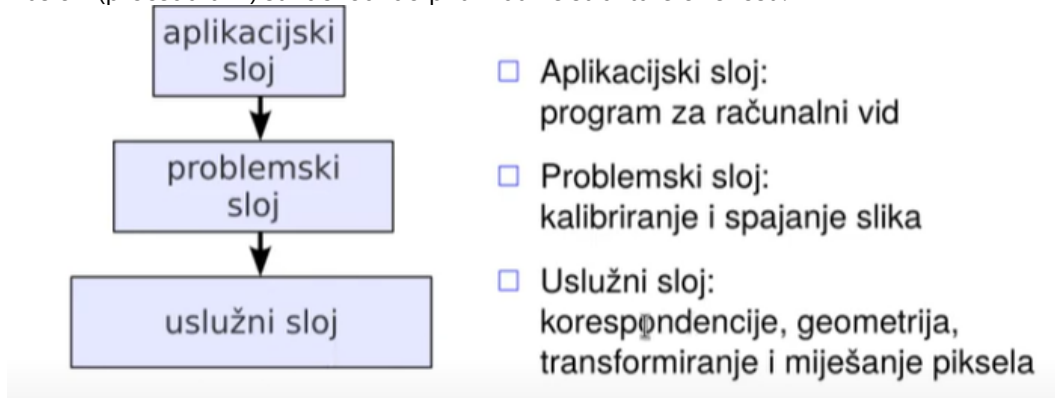 aplikacijski
sloj
problemski
sloj
uslužni sloj
Aplikacijski sloj:
program za računalni vid
Problemski sloj:
kalibriranje i spajanje slika
Uslužni sloj:
korespondencije, geometrija,
transformiranje i miješanje piksela